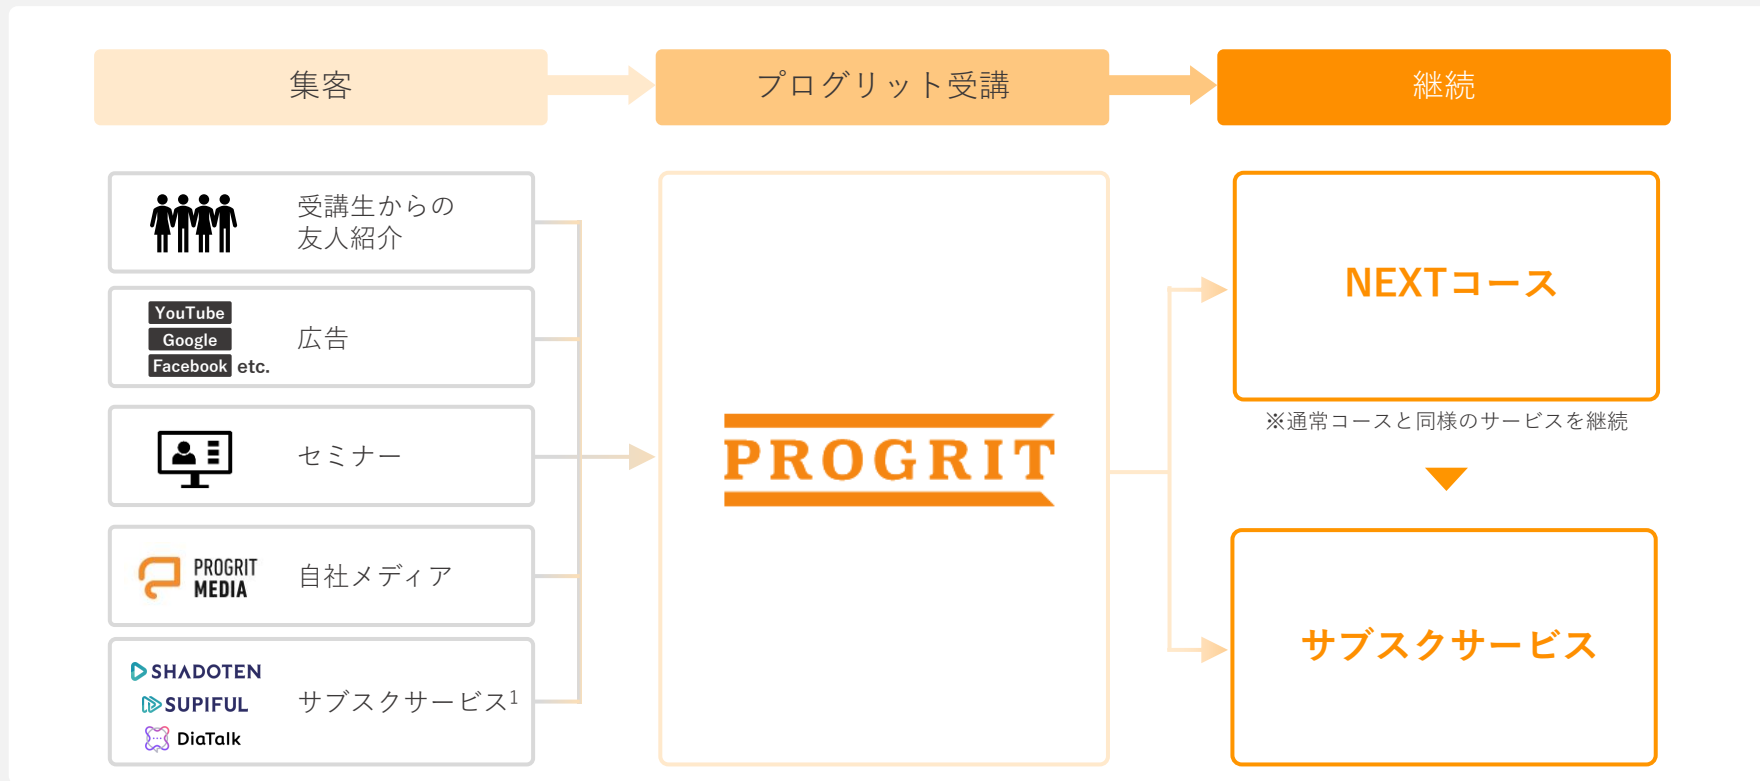 集客
プログリット受講
継続
受講生からの
友人紹介
YouTube
Google
Facebook etc.
広告
セミナー
PROGRIT
MEDIA
自社メディア
SHADOTEN
SUPIFUL
DiaTalk
サブスクサービス1
PROGRIT
NEXTコース
※通常コースと同様のサービスを継続
サブスクサービス